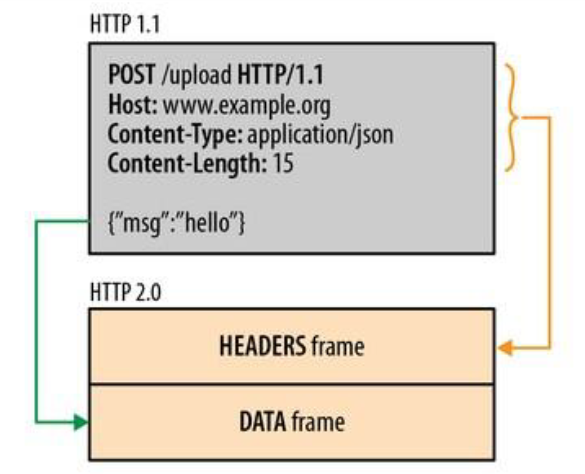 HTTP 1.1
POST /upload HTTP/1.1
Host: www.example.org
Content-Type: application/json
Content-Length: 15
{"msg":"hello"}
HTTP 2.0
HEADERS frame
DATA frame